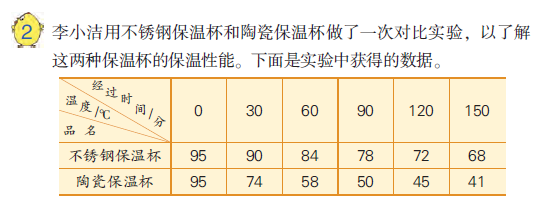 2 李小洁用不锈钢保温杯和陶瓷保温杯做了一次对比实验，以了解
这两种保温杯的保温性能。下面是实验中获得的数据。
经过时间/分
温度/℃
品名
0 30 60 90 120 150
不锈钢保温杯 95 90 84 78 72 68
陶瓷保温杯 95 74 58 50 45 41